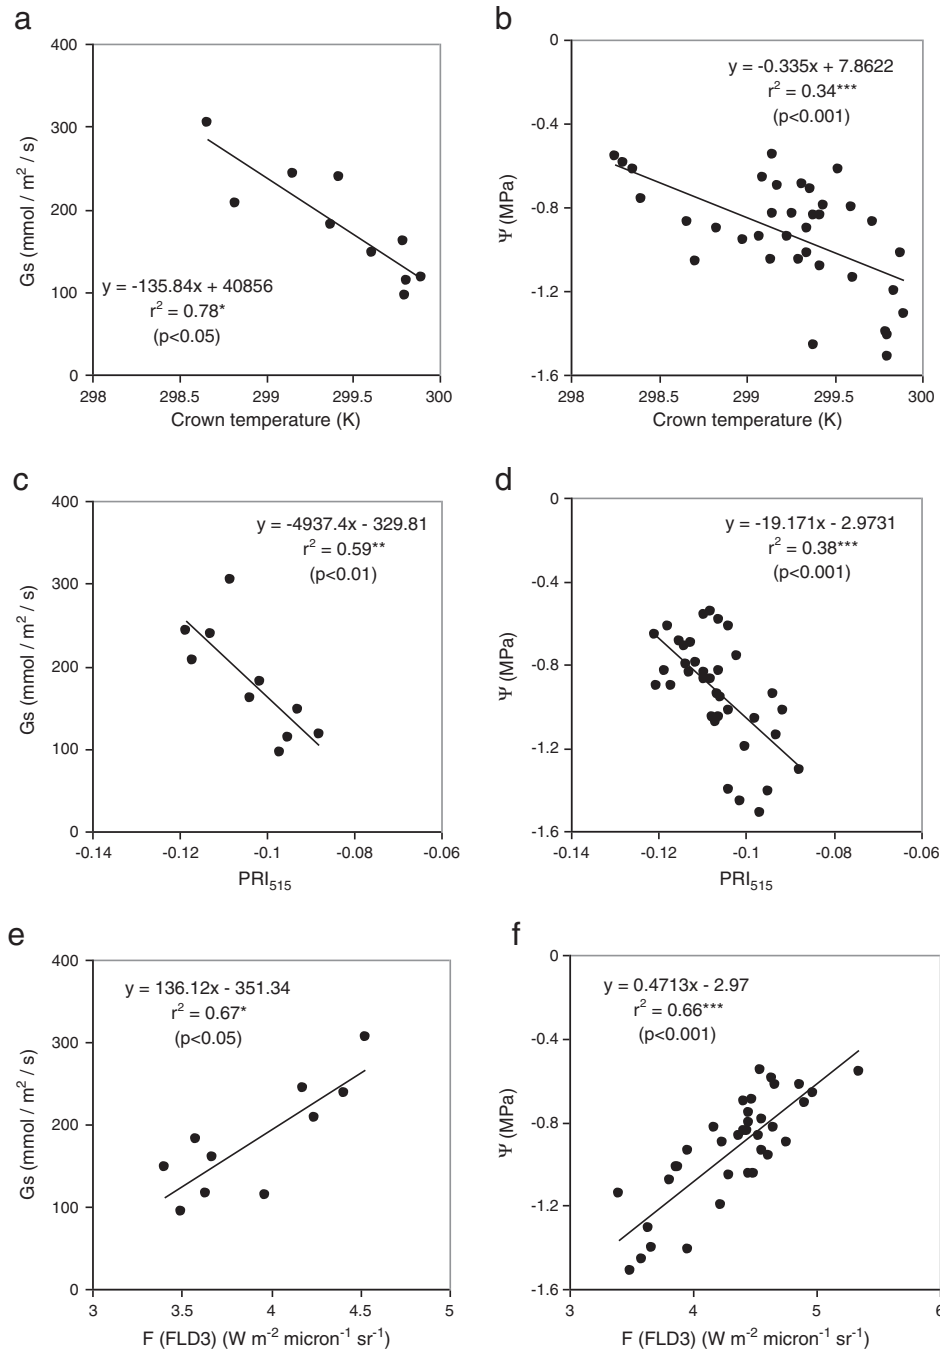 a
400
300
200
100
0
Gs (mmol / m² / s)
y = -135.84x + 40856
r² = 0.78*
(p<0.05)
298 298.5 299 299.5 300
Crown temperature (K)
b
0
-0.4
-0.8
-1.2
-1.6
Ψ (MPa)
y = -0.335x + 7.8622
r² = 0.34***
(p<0.001)
298 298.5 299 299.5 300
Crown temperature (K)
c
400
300
200
100
0
Gs (mmol / m² / s)
y = -4937.4x - 329.81
r² = 0.59**
(p<0.01)
-0.14 -0.12 -0.1 -0.08 -0.06
PRI₅₁₅
d
0
-0.4
-0.8
-1.2
-1.6
Ψ (MPa)
y = -19.171x - 2.9731
r² = 0.38***
(p<0.001)
-0.14 -0.12 -0.1 -0.08 -0.06
PRI₅₁₅
e
400
300
200
100
0
Gs (mmol / m² / s)
y = 136.12x - 351.34
r² = 0.67*
(p<0.05)
3 3.5 4 4.5 5
F (FLD3) (W m⁻² micron⁻¹ sr⁻¹)
f
0
-0.4
-0.8
-1.2
-1.6
Ψ (MPa)
y = 0.4713x - 2.97
r² = 0.66***
(p<0.001)
3 4 5 6
F (FLD3) (W m⁻² micron⁻¹ sr⁻¹)